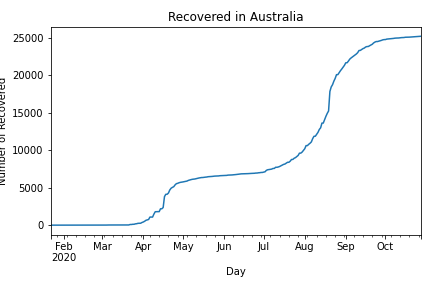 Recovered in Australia
Number of Recovered
25000
20000
15000
10000
5000
0
Feb Mar Apr May Jun Jul Aug Sep Oct
2020
Day